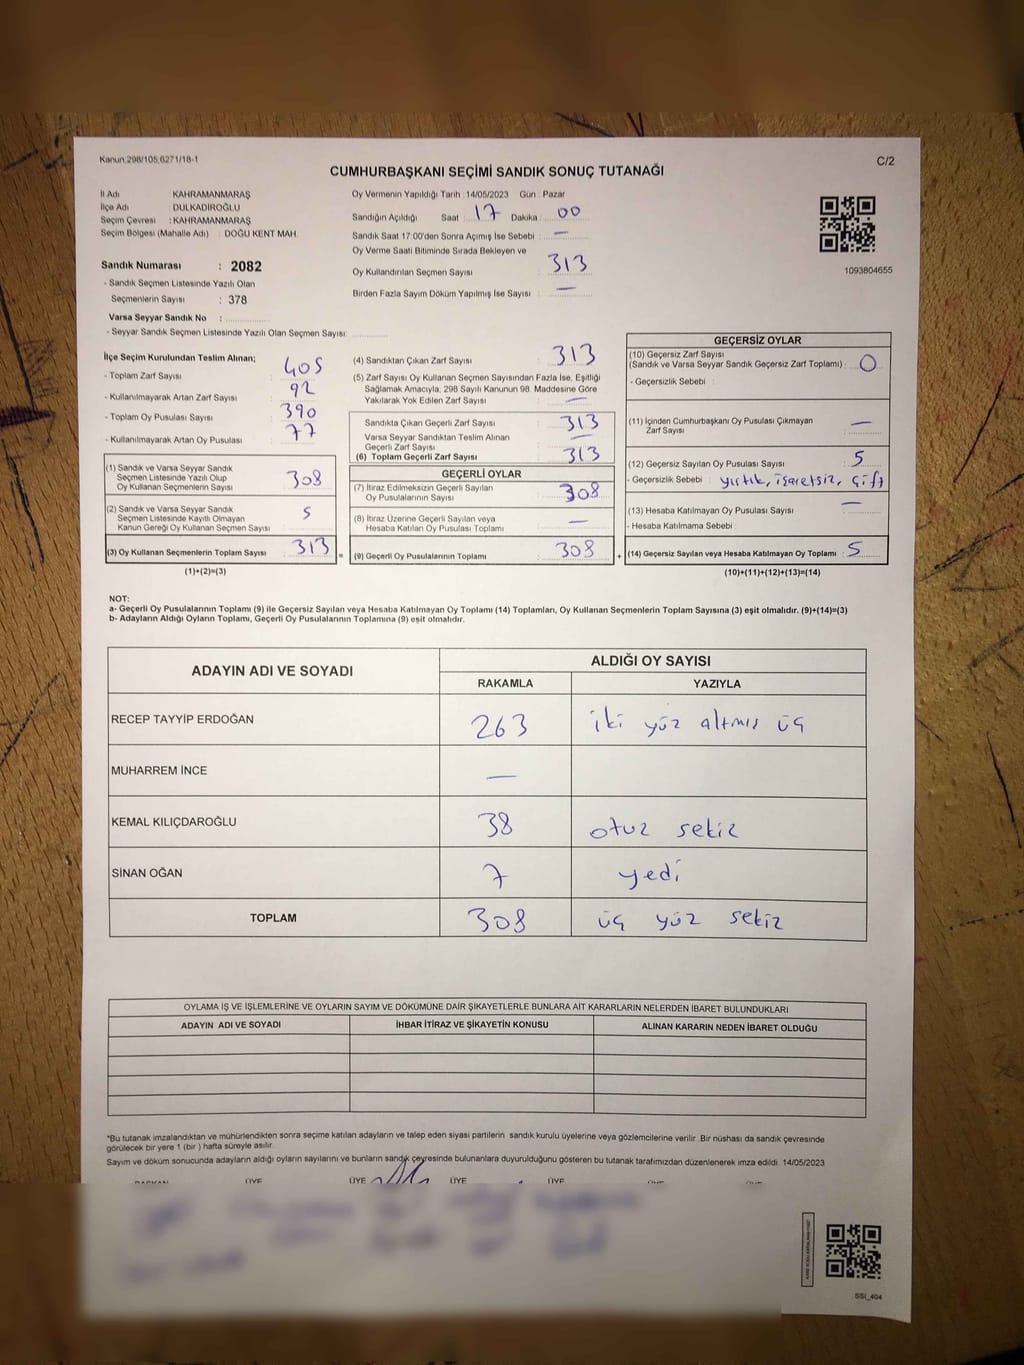 Kanun 298/105,6271/18-1
C/2
CUMHURBAŞKANI SEÇİMİ SANDIK SONUÇ TUTANAĞI
İl Adı KAHRAMANMARAŞ
İlçe Adı DULKADİROĞLU
Seçim Çevresi : KAHRAMANMARAŞ
Seçim Bölgesi (Mahalle Adı) : DOĞU KENT MAH.
Sandık Numarası : 2082
- Sandık Seçmen Listesinde Yazılı Olan
Seçmenlerin Sayısı : 378
Varsa Seyyar Sandık No :
- Seyyar Sandık Seçmen Listesinde Yazılı Olan Seçmen Sayısı:
Oy Vermenin Yapıldığı Tarih : 14/05/2023 Gün : Pazar
Sandığın Açıldığı Saat : 17 Dakika : 00
Sandık Saat 17:00'den Sonra Açımış İse Sebebi : —
Oy Verme Saati Bitiminde Sırada Bekleyen ve
Oy Kullandırılan Seçmen Sayısı : 313
Birden Fazla Sayım Döküm Yapılmış İse Sayısı : —
1093804655
İlçe Seçim Kurulundan Teslim Alınan;
- Toplam Zarf Sayısı : 405
- Kullanılmayarak Artan Zarf Sayısı : 92
- Toplam Oy Pusulası Sayısı : 390
- Kullanılmayarak Artan Oy Pusulası : 77
(1) Sandık ve Varsa Seyyar Sandık
Seçmen Listesinde Yazılı Olup
Oy Kullanan Seçmenlerin Sayısı : 308
(2) Sandık ve Varsa Seyyar Sandık
Seçmen Listesinde Kayıtlı Olmayan
Kanun Gereği Oy Kullanan Seçmen Sayısı : 5
(3) Oy Kullanan Seçmenlerin Toplam Sayısı : 313
(1)+(2)=(3)
(4) Sandıktan Çıkan Zarf Sayısı : 313
(5) Zarf Sayısı Oy Kullanan Seçmen Sayısından Fazla İse, Eşitliği
Sağlamak Amacıyla, 298 Sayılı Kanunun 98. Maddesine Göre
Yakılarak Yok Edilen Zarf Sayısı : —
Sandıkta Çıkan Geçerli Zarf Sayısı : 313
Varsa Seyyar Sandıktan Teslim Alınan
Geçerli Zarf Sayısı : —
(6) Toplam Geçerli Zarf Sayısı : 313
GEÇERLİ OYLAR
(7) İtiraz Edilmeksizin Geçerli Sayılan
Oy Pusulalarının Sayısı : 308
(8) İtiraz Üzerine Geçerli Sayılan veya
Hesaba Katılan Oy Pusulası Toplamı : —
= (9) Geçerli Oy Pusulalarının Toplamı : 308
GEÇERSİZ OYLAR
(10) Geçersiz Zarf Sayısı
(Sandık ve Varsa Seyyar Sandık Geçersiz Zarf Toplamı) : 0
- Geçersizlik Sebebi :
(11) İçinden Cumhurbaşkanı Oy Pusulası Çıkmayan
Zarf Sayısı : —
(12) Geçersiz Sayılan Oy Pusulası Sayısı : 5
- Geçersizlik Sebebi : yırtık, işaretsiz, çift
(13) Hesaba Katılmayan Oy Pusulası Sayısı : —
- Hesaba Katılmama Sebebi :
+ (14) Geçersiz Sayılan veya Hesaba Katılmayan Oy Toplamı : 5
(10)+(11)+(12)+(13)=(14)
NOT:
a- Geçerli Oy Pusulalarının Toplamı (9) ile Geçersiz Sayılan veya Hesaba Katılmayan Oy Toplamı (14) Toplamları, Oy Kullanan Seçmenlerin Toplam Sayısına (3) eşit olmalıdır. (9)+(14)=(3)
b- Adayların Aldığı Oyların Toplamı, Geçerli Oy Pusulalarının Toplamına (9) eşit olmalıdır.
ADAYIN ADI VE SOYADI ALDIĞI OY SAYISI
RAKAMLA YAZIYLA
RECEP TAYYİP ERDOĞAN 263 iki yüz altmış üç
MUHARREM İNCE —
KEMAL KILIÇDAROĞLU 38 otuz sekiz
SİNAN OĞAN 7 yedi
TOPLAM 308 üç yüz sekiz
OYLAMA İŞ VE İŞLEMLERİNE VE OYLARIN SAYIM VE DÖKÜMÜNE DAİR ŞİKAYETLERLE BUNLARA AİT KARARLARIN NELERDEN İBARET BULUNDUKLARI
ADAYIN ADI VE SOYADI İHBAR İTİRAZ VE ŞİKAYETİN KONUSU ALINAN KARARIN NEDEN İBARET OLDUĞU
*Bu tutanak imzalandıktan ve mühürlendikten sonra seçime katılan adayların ve talep eden siyasi partilerin sandık kurulu üyelerine veya gözlemcilerine verilir. Bir nüshası da sandık çevresinde
görülecek bir yere 1 (bir ) hafta süreyle asılır.
Sayım ve döküm sonucunda adayların aldığı oyların sayılarını ve bunların sandık çevresinde bulunanlara duyurulduğunu gösteren bu tutanak tarafımızdan düzenlenerek imza edildi. 14/05/2023
BAŞKAN ÜYE ÜYE ÜYE ÜYE
SSI_404